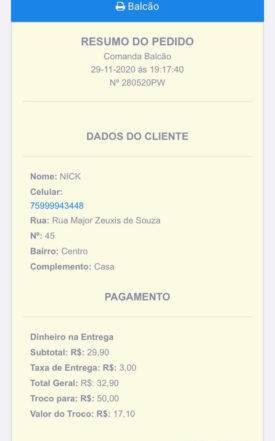 Balcão
RESUMO DO PEDIDO
Comanda Balcão
29-11-2020 ás 19:17:40
Nº 280520PW
DADOS DO CLIENTE
Nome: NICK
Celular:
75999943448
Rua: Rua Major Zeuxis de Souza
Nº: 45
Bairro: Centro
Complemento: Casa
PAGAMENTO
Dinheiro na Entrega
Subtotal: R$: 29,90
Taxa de Entrega: R$: 3,00
Total Geral: R$: 32,90
Troco para: R$: 50,00
Valor do Troco: R$: 17,10